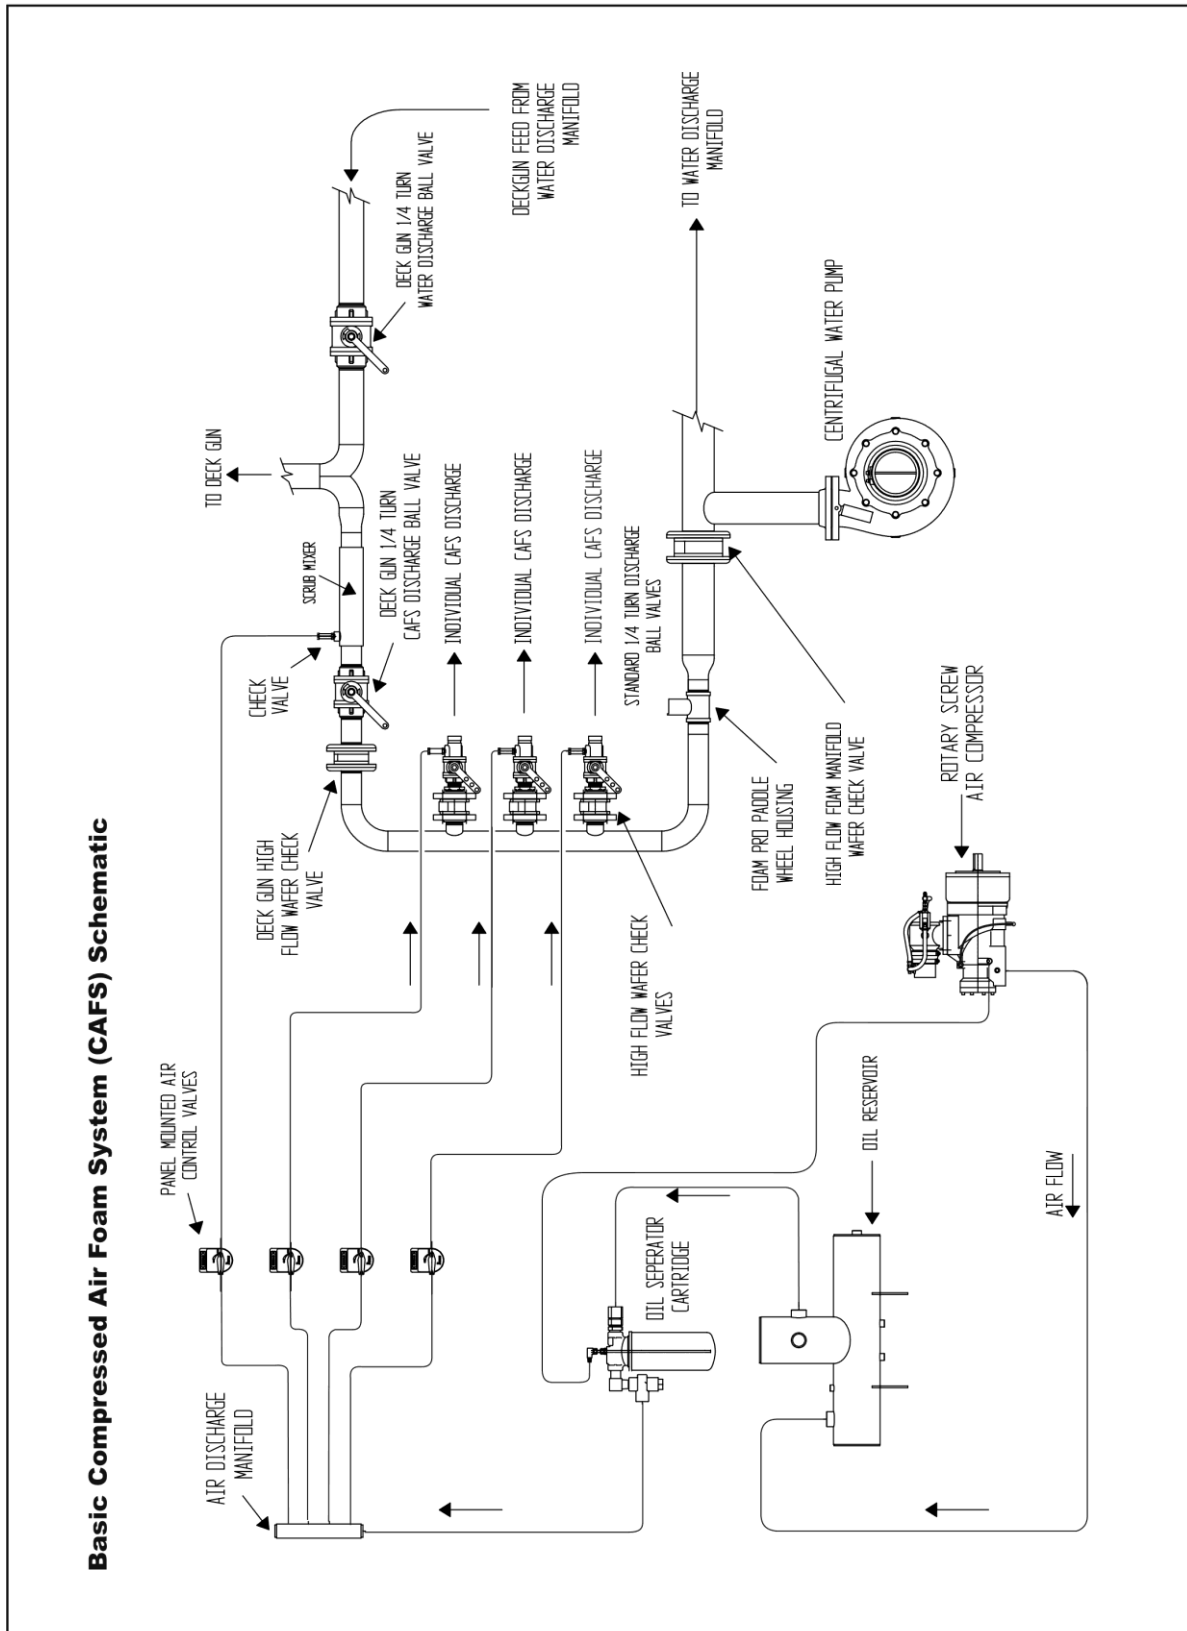 Basic Compressed Air Foam System (CAFS) Schematic
AIR DISCHARGE
MANIFOLD
PANEL MOUNTED AIR
CONTROL VALVES
DECK GUN HIGH
FLOW WAFER CHECK
VALVE
CHECK
VALVE
SCRUB MIXER
TO DECK GUN
DECK GUN 1/4 TURN
WATER DISCHARGE BALL VALVE
DECKGUN FEED FROM
WATER DISCHARGE
MANIFOLD
DECK GUN 1/4 TURN
CAFS DISCHARGE BALL VALVE
INDIVIDUAL CAFS DISCHARGE
INDIVIDUAL CAFS DISCHARGE
INDIVIDUAL CAFS DISCHARGE
STANDARD 1/4 TURN DISCHARGE
BALL VALVES
TO WATER DISCHARGE
MANIFOLD
HIGH FLOW WAFER CHECK
VALVES
FOAM PRO PADDLE
WHEEL HOUSING
HIGH FLOW FOAM MANIFOLD
WAFER CHECK VALVE
CENTRIFUGAL WATER PUMP
OIL SEPERATOR
CARTRIDGE
OIL RESERVOIR
ROTARY SCREW
AIR COMPRESSOR
AIR FLOW